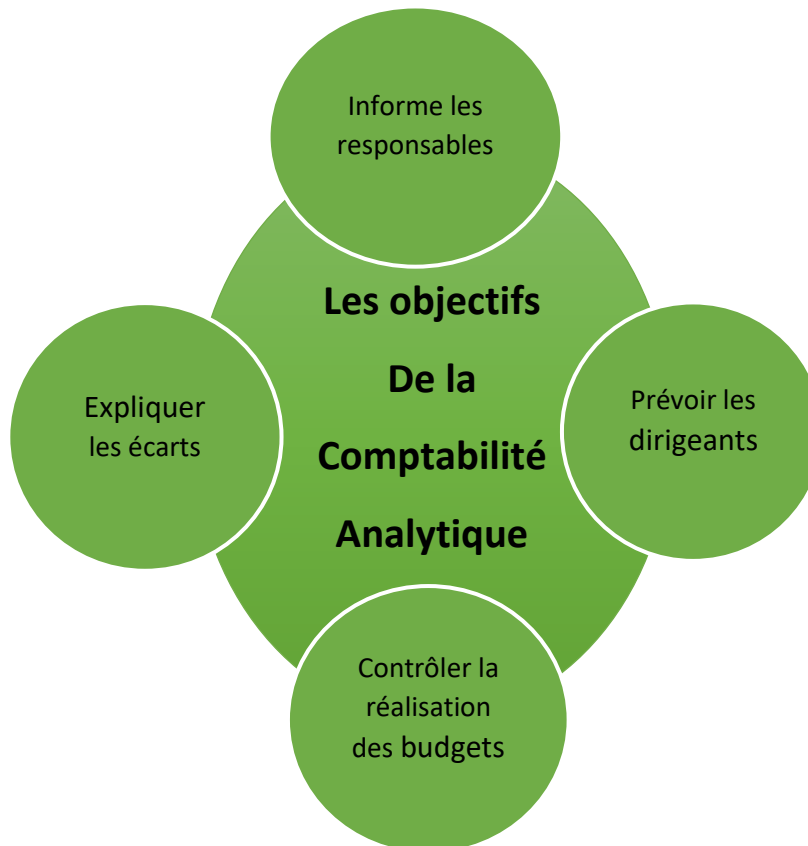 Informe les
responsables
Les objectifs
De la
Comptabilité
Analytique
Expliquer
les écarts
Prévoir les
dirigeants
Contrôler la
réalisation
des budgets